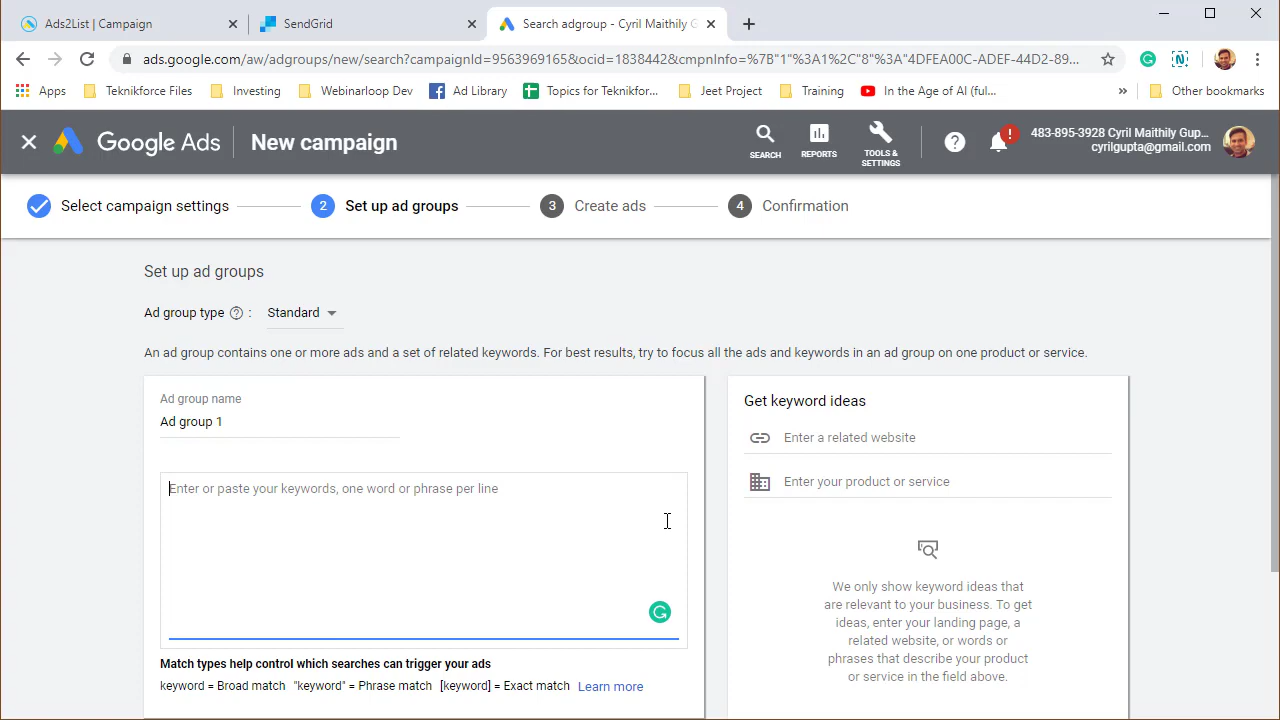 Ads2List | Campaign
SendGrid
Search adgroup - Cyril Maithily G
ads.google.com/aw/adgroups/new/search?campaignId=9563569165&ocid=1838442&cmpnInfo=%7B"1"%3A1%2C"8"%3A"4DFEA00C-ADEF-44D2-89...
Apps
Teknikforce Files
Investing
Webinarloop Dev...
Ad Library
Topics for Teknikfor...
Jeet Project
Training
In the Age of AI (ful...
»
Other bookmarks
Google Ads
New campaign
SEARCH
REPORTS
TOOLS &
SETTINGS
483-895-3928 Cyril Maithily Gup...
cyrilgupta@gmail.com
Select campaign settings
2 Set up ad groups
3 Create ads
4 Confirmation
Set up ad groups
Ad group type ? : Standard
An ad group contains one or more ads and a set of related keywords. For best results, try to focus all the ads and keywords in an ad group on one product or service.
Ad group name
Ad group 1
Enter or paste your keywords, one word or phrase per line
Match types help control which searches can trigger your ads
keyword = Broad match "keyword" = Phrase match [keyword] = Exact match Learn more
Get keyword ideas
Enter a related website
Enter your product or service
We only show keyword ideas that
are relevant to your business. To get
ideas, enter your landing page, a
related website, or words or
phrases that describe your product
or service in the field above.